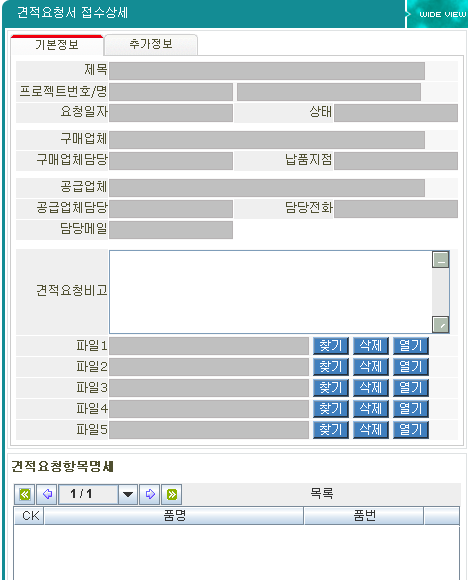 견적요청서 접수상세 WIDE VIEW
기본정보 추가정보
제목
프로젝트번호/명
요청일자 상태
구매업체
구매업체담당 납품지점
공급업체
공급업체담당 담당전화
담당메일
견적요청비고
파일1 찾기 삭제 열기
파일2 찾기 삭제 열기
파일3 찾기 삭제 열기
파일4 찾기 삭제 열기
파일5 찾기 삭제 열기
견적요청항목명세
1/1 목록
CK 품명 품번